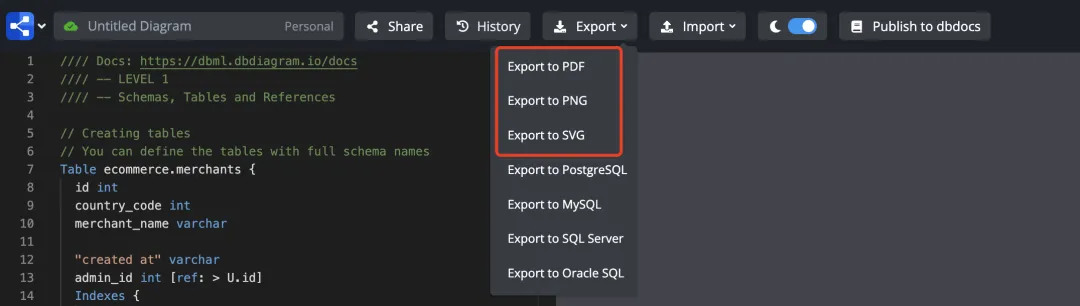 Untitled Diagram Personal Share History Export Import Publish to dbdocs
1 //// Docs: https://dbml.dbdiagram.io/docs
2 //// -- LEVEL 1
3 //// -- Schemas, Tables and References
4
5 // Creating tables
6 // You can define the tables with full schema names
7 Table ecommerce.merchants {
8 id int
9 country_code int
10 merchant_name varchar
11
12 "created at" varchar
13 admin_id int [ref: > U.id]
14 Indexes {
Export to PDF
Export to PNG
Export to SVG
Export to PostgreSQL
Export to MySQL
Export to SQL Server
Export to Oracle SQL